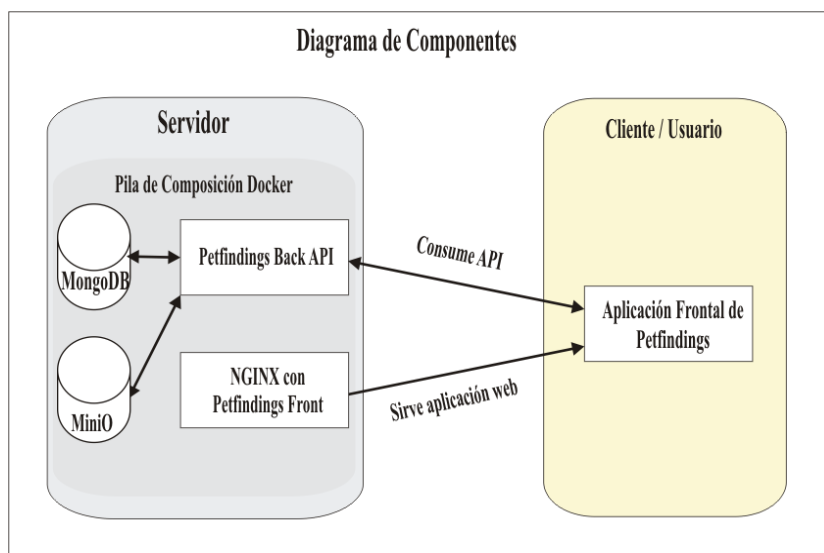 Diagrama de Componentes
Servidor
Pila de Composición Docker
MongoDB
Petfindings Back API
MiniO
NGINX con
Petfindings Front
Consume API
Sirve aplicación web
Cliente / Usuario
Aplicación Frontal de
Petfindings